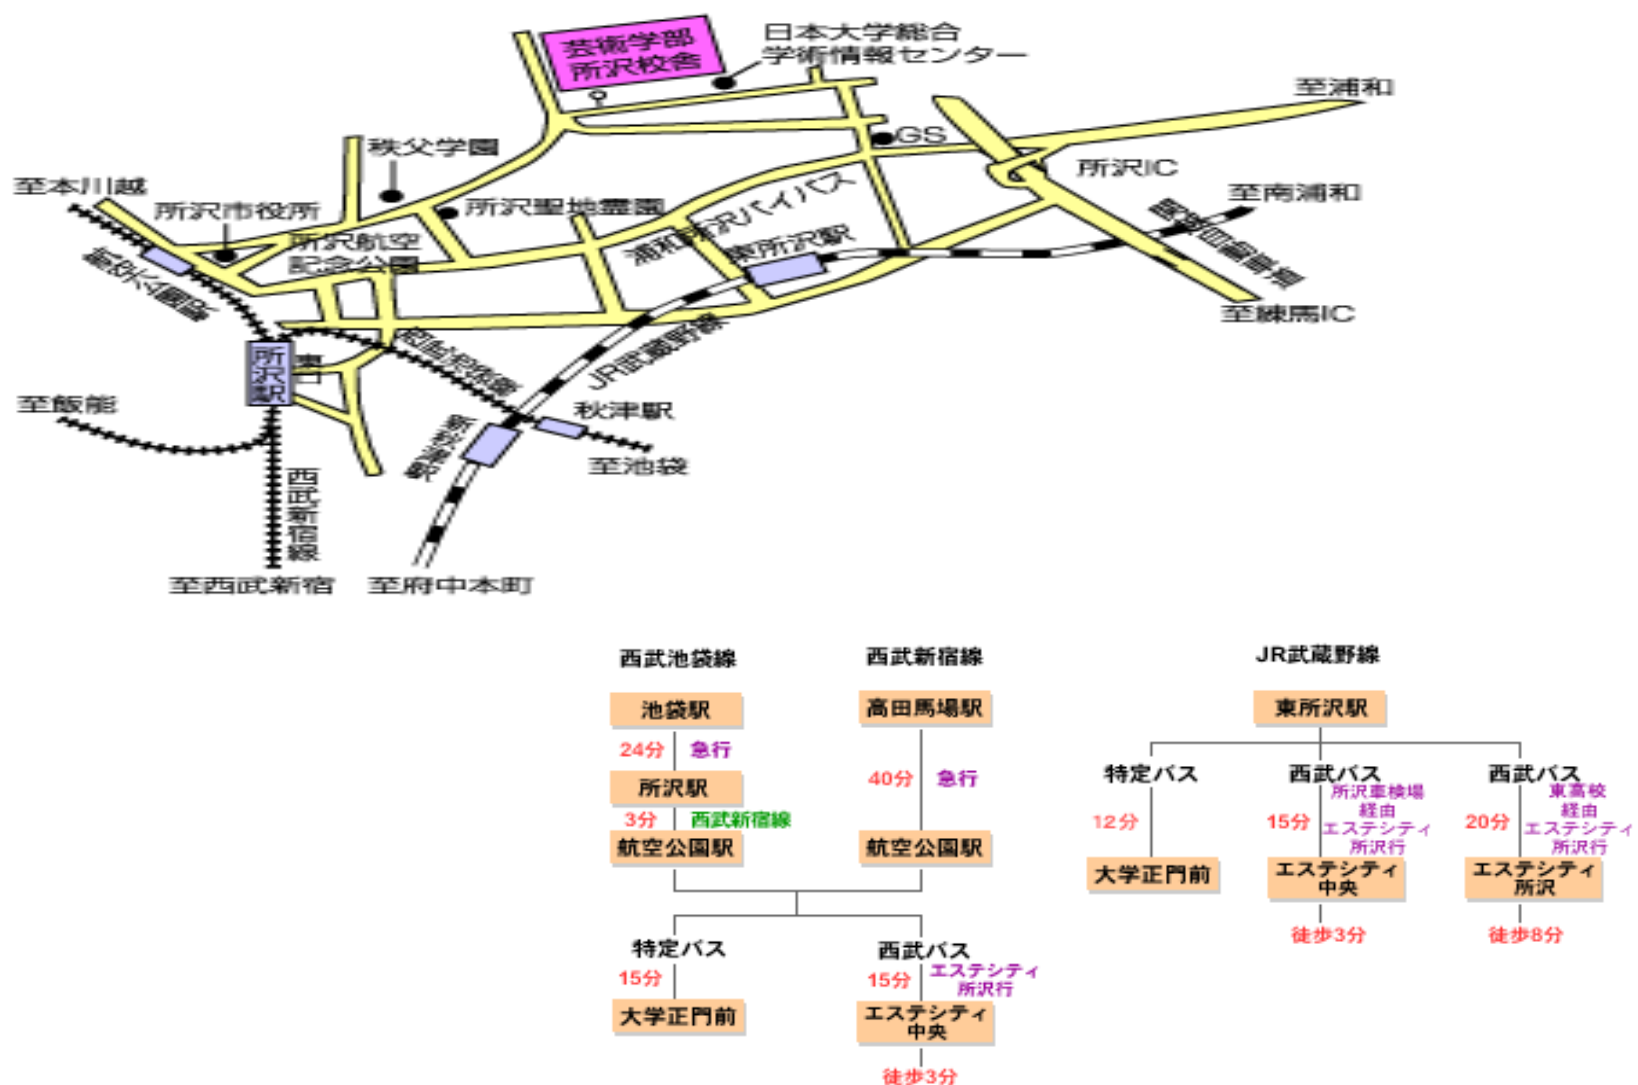 芸術学部
所沢校舎
日本大学総合
学術情報センター
至浦和
GS
秩父学園
所沢IC
至本川越
至南浦和
所沢市役所
所沢聖地霊園
浦和所沢バイパス
所沢航空
記念公園
東所沢駅
関越自動車道
航空公園駅
至練馬IC
所沢駅
東口
西武池袋線
JR武蔵野線
至飯能
秋津駅
新秋津駅
至池袋
西武新宿線
至西武新宿
至府中本町
西武池袋線
池袋駅
24分 急行
所沢駅
3分 西武新宿線
航空公園駅
西武新宿線
高田馬場駅
40分 急行
航空公園駅
特定バス
15分
大学正門前
西武バス
15分
エステシティ
所沢行
エステシティ
中央
徒歩3分
JR武蔵野線
東所沢駅
特定バス
12分
大学正門前
西武バス
15分
所沢車検場
経由
エステシティ
所沢行
エステシティ
中央
徒歩3分
西武バス
20分
東高校
経由
エステシティ
所沢行
エステシティ
所沢
徒歩8分